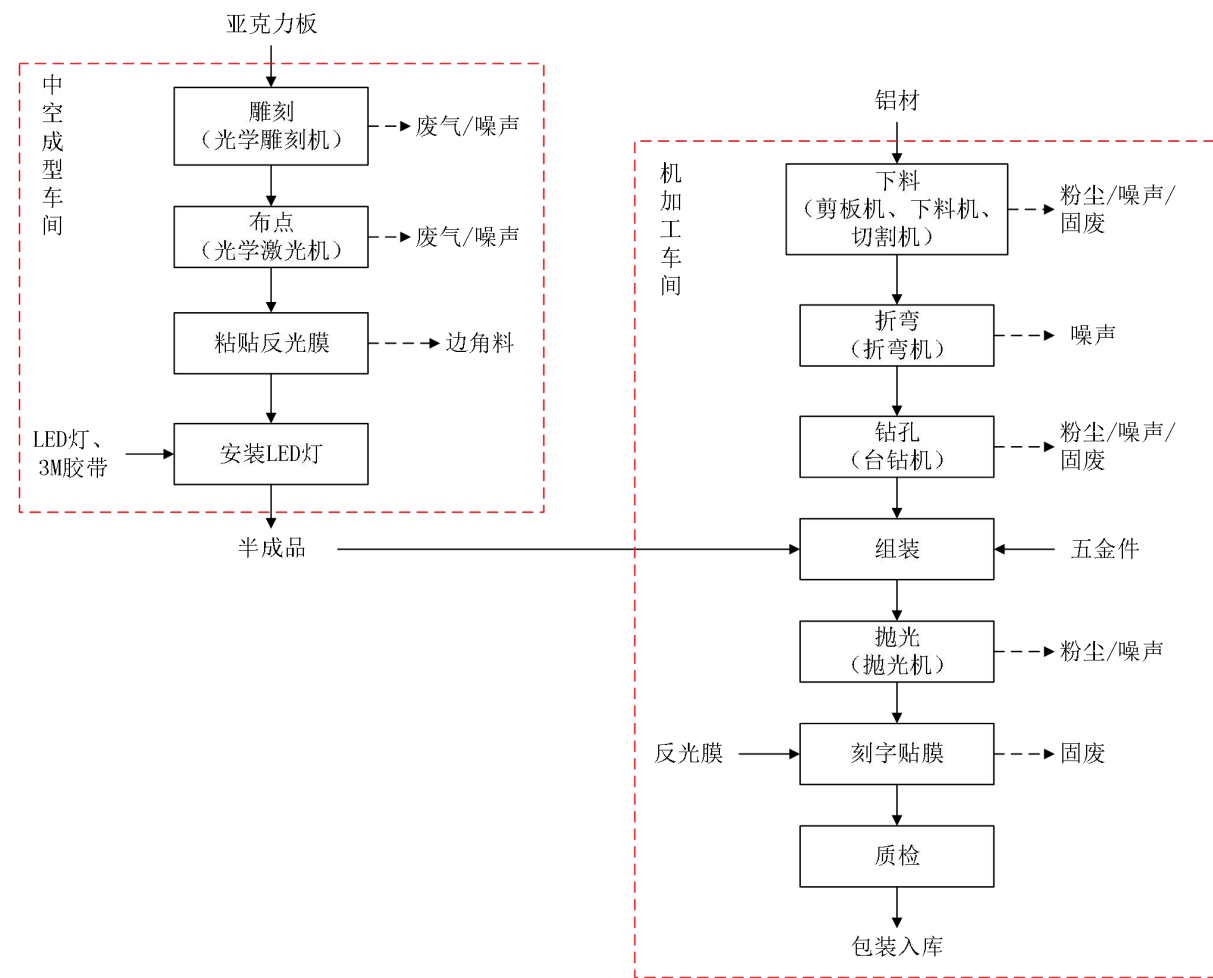 亚克力板
中空成型车间
雕刻
（光学雕刻机）
废气/噪声
布点
（光学激光机）
废气/噪声
粘贴反光膜
边角料
LED灯、
3M胶带
安装LED灯
半成品
铝材
机加工车间
下料
（剪板机、下料机、
切割机）
粉尘/噪声/
固废
折弯
（折弯机）
噪声
钻孔
（台钻机）
粉尘/噪声/
固废
组装
五金件
抛光
（抛光机）
粉尘/噪声
反光膜
刻字贴膜
固废
质检
包装入库